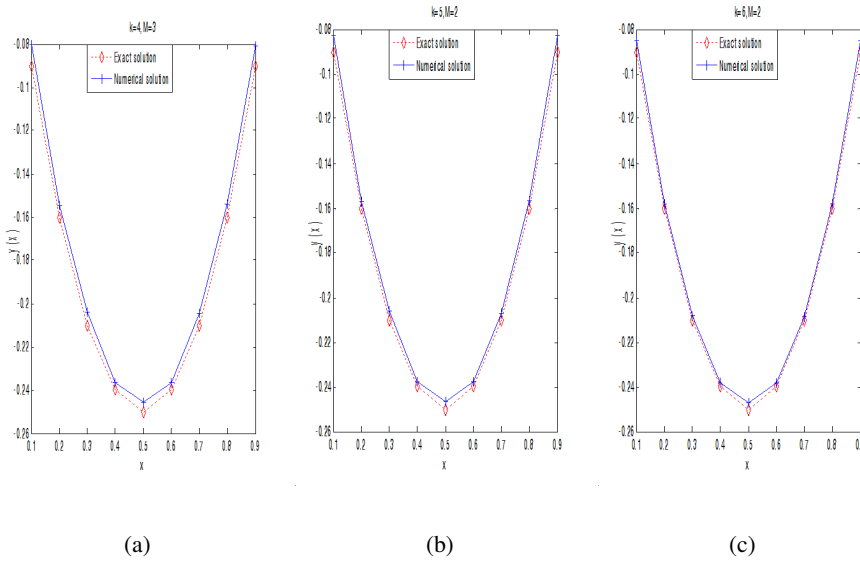 k=4,M=3
-0.08
-0.1
-0.12
-0.14
-0.16
-0.18
-0.2
-0.22
-0.24
-0.26
y (x)
0.1 0.2 0.3 0.4 0.5 0.6 0.7 0.8 0.9
x
Exact solution
Numerical solution
(a)
k=5,M=2
-0.08
-0.1
-0.12
-0.14
-0.16
-0.18
-0.2
-0.22
-0.24
-0.26
y (x)
0.1 0.2 0.3 0.4 0.5 0.6 0.7 0.8 0.9
x
Exact solution
Numerical solution
(b)
k=6,M=2
-0.08
-0.1
-0.12
-0.14
-0.16
-0.18
-0.2
-0.22
-0.24
-0.26
y (x)
0.1 0.2 0.3 0.4 0.5 0.6 0.7 0.8
x
Exact solution
Numerical solution
(c)